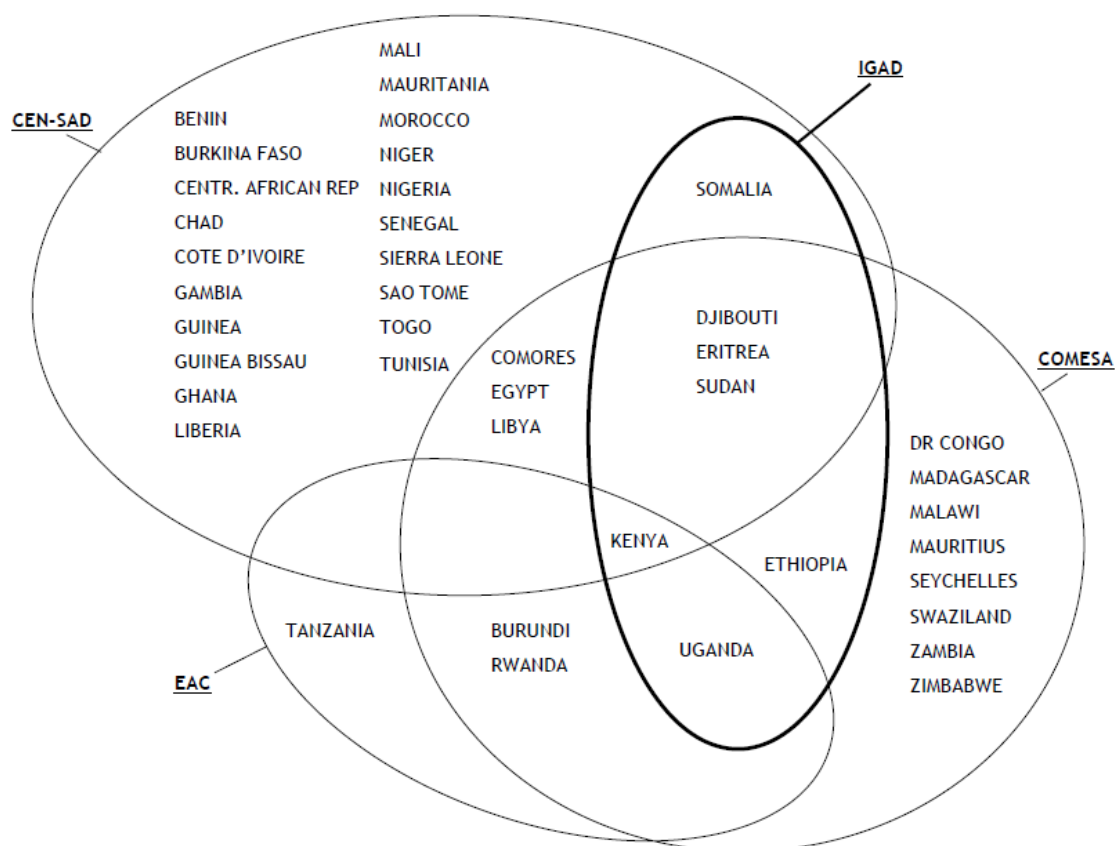 CEN-SAD
BENIN
BURKINA FASO
CENTR. AFRICAN REP
CHAD
COTE D’IVOIRE
GAMBIA
GUINEA
GUINEA BISSAU
GHANA
LIBERIA
MALI
MAURITANIA
MOROCCO
NIGER
NIGERIA
SENEGAL
SIERRA LEONE
SAO TOME
TOGO
TUNISIA
IGAD
SOMALIA
DJIBOUTI
ERITREA
SUDAN
COMORES
EGYPT
LIBYA
COMESA
DR CONGO
MADAGASCAR
MALAWI
MAURITIUS
SEYCHELLES
SWAZILAND
ZAMBIA
ZIMBABWE
KENYA
ETHIOPIA
UGANDA
BURUNDI
RWANDA
TANZANIA
EAC